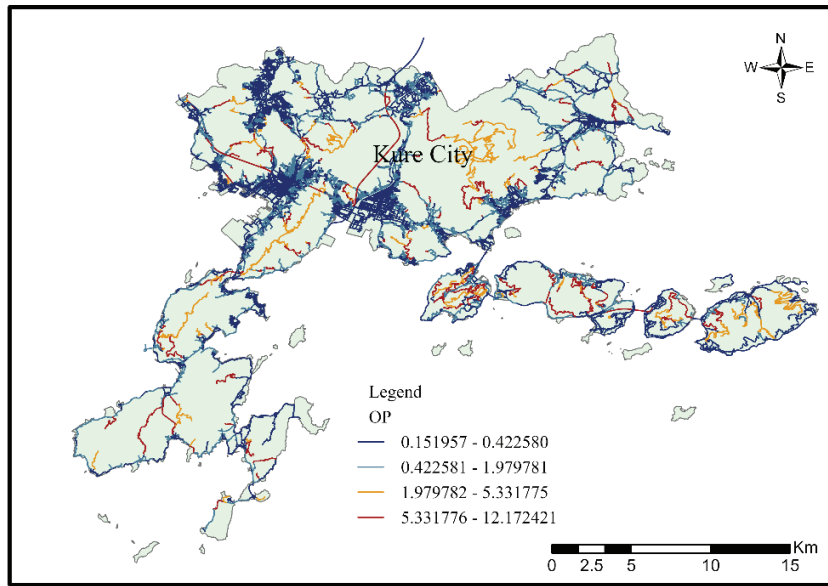 N
W E
S
Kure City
Legend
OP
0.151957 - 0.422580
0.422581 - 1.979781
1.979782 - 5.331775
5.331776 - 12.172421
Km
0 2.5 5 10 15